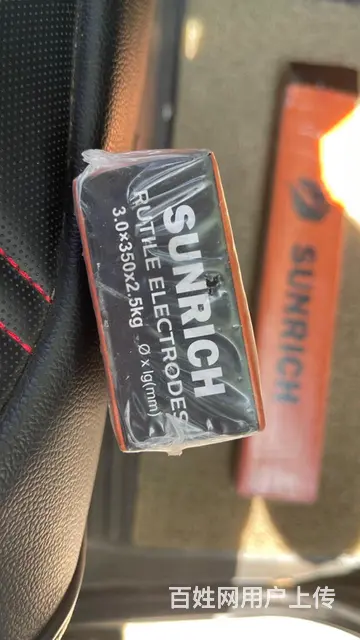 SUNRICH
RUTILE ELECTRODES
3.0×350×2.5kg
Ø x lg(mm)
SUNRICH
百姓网用户上传